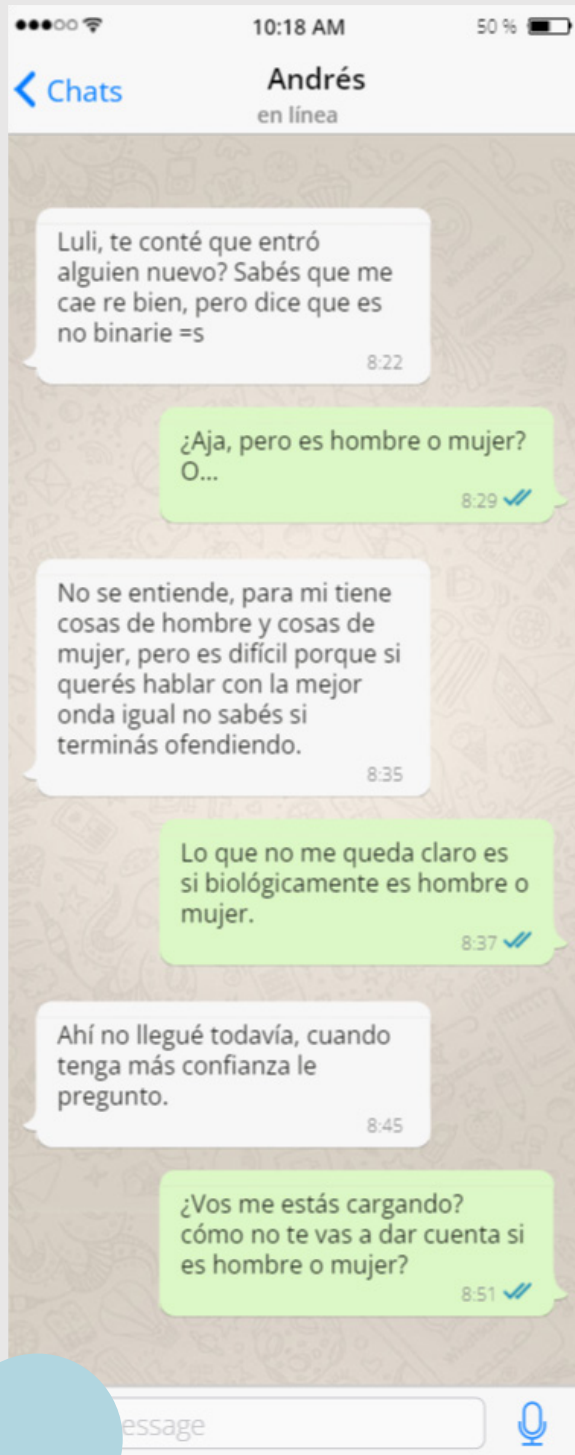 10:18 AM
50 %
Chats
Andrés
en línea
Luli, te conté que entró
alguien nuevo? Sabés que me
cae re bien, pero dice que es
no binarie =s
8:22
¿Aja, pero es hombre o mujer?
O...
8:29
No se entiende, para mi tiene
cosas de hombre y cosas de
mujer, pero es difícil porque si
querés hablar con la mejor
onda igual no sabés si
terminás ofendiendo.
8:35
Lo que no me queda claro es
si biológicamente es hombre o
mujer.
8:37
Ahí no llegué todavía, cuando
tenga más confianza le
pregunto.
8:45
¿Vos me estás cargando?
cómo no te vas a dar cuenta si
es hombre o mujer?
8:51
essage